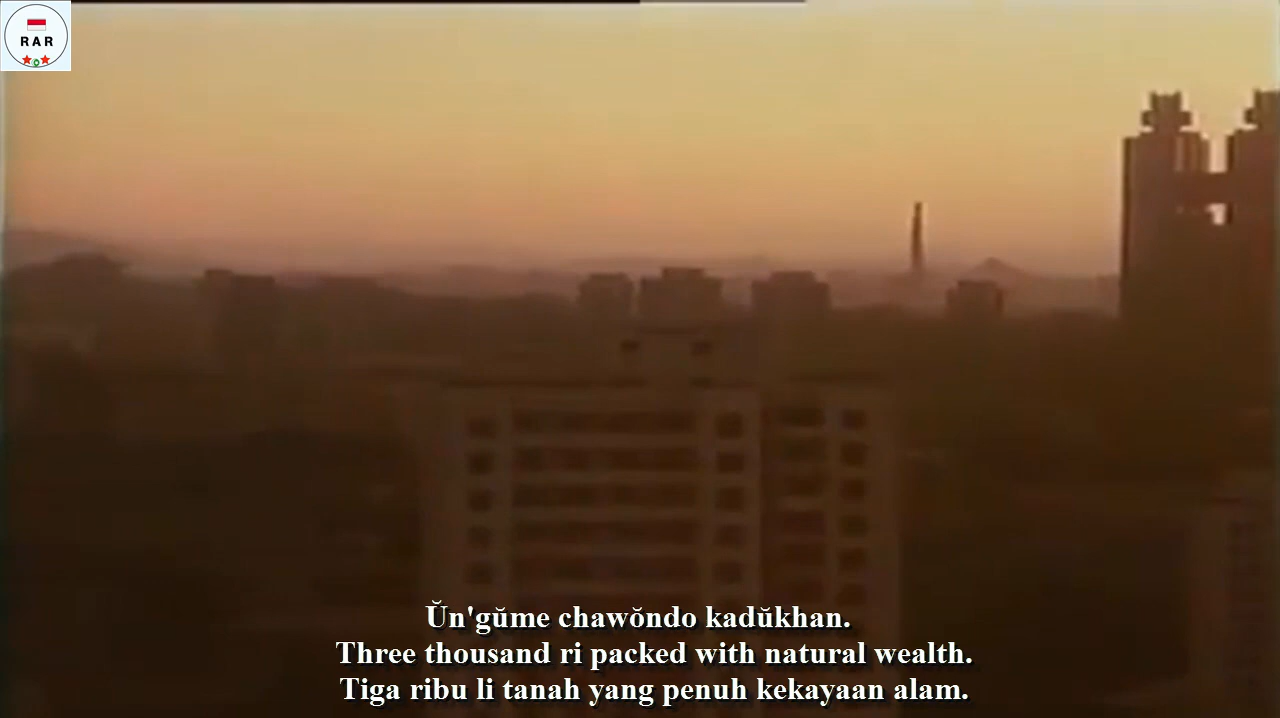 RAR
Ŭn'gŭme chawŏndo kadŭkhan.
Three thousand ri packed with natural wealth.
Tiga ribu li tanah yang penuh kekayaan alam.